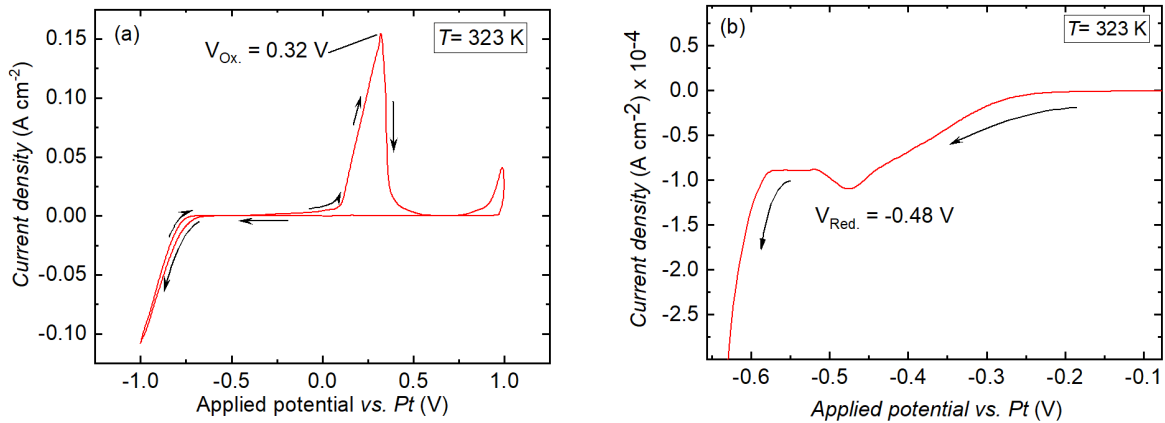 (a)
T= 323 K
V_Ox. = 0.32 V
0.15
0.10
0.05
0.00
-0.05
-0.10
Current density (A cm⁻²)
-1.0 -0.5 0.0 0.5 1.0
Applied potential vs. Pt (V)
(b)
T= 323 K
V_Red. = -0.48 V
0.5
0.0
-0.5
-1.0
-1.5
-2.0
-2.5
Current density (A cm⁻²) x 10⁻⁴
-0.6 -0.5 -0.4 -0.3 -0.2 -0.1
Applied potential vs. Pt (V)